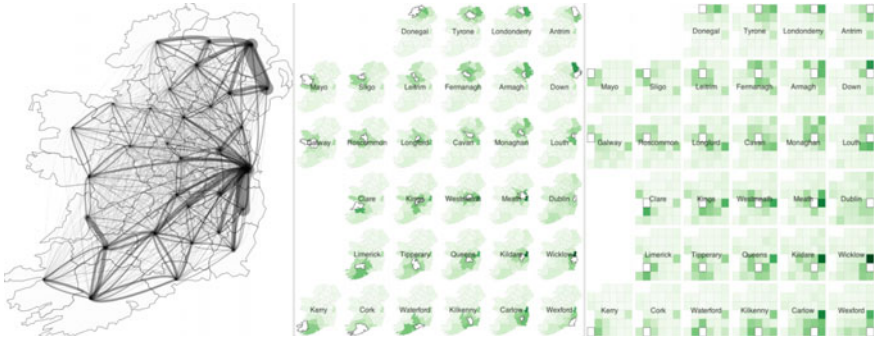 Donegal Tyrone Londonderry Antrim Donegal Tyrone Londonderry Antrim
Mayo Sligo Leitrim Fermanagh Armagh Down Mayo Sligo Leitrim Fermanagh Armagh Down
Galway Roscommon Longford Cavan Monaghan Louth Galway Roscommon Longford Cavan Monaghan Louth
Clare Kings Westmeath Meath Dublin Clare Kings Westmeath Meath Dublin
Limerick Tipperary Queens Kildare Wicklow Limerick Tipperary Queens Kildare Wicklow
Kerry Cork Waterford Kilkenny Carlow Wexford Kerry Cork Waterford Kilkenny Carlow Wexford